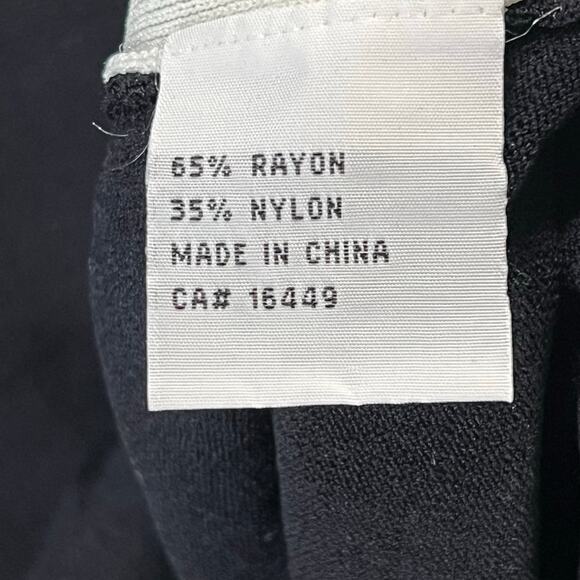 65% RAYON
35% NYLON
MADE IN CHINA
CA# 16449